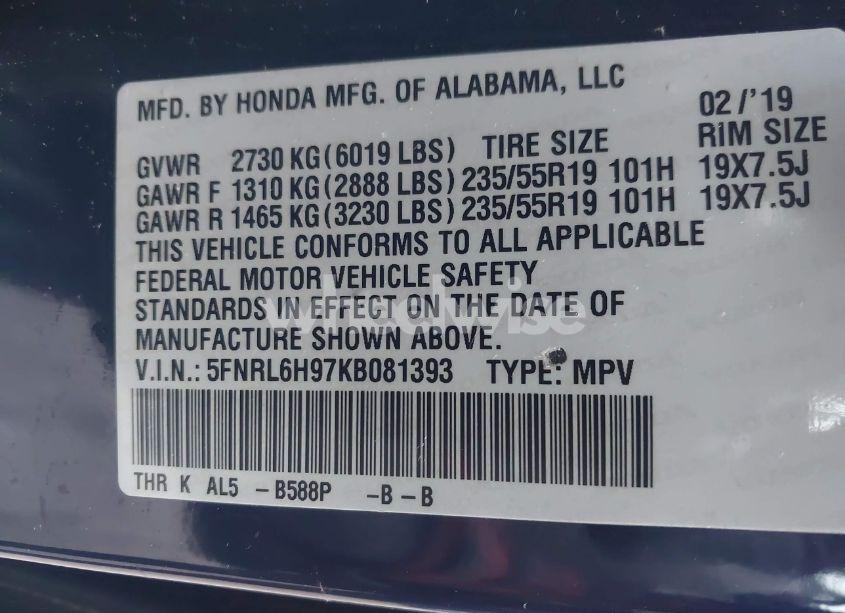 MFD. BY HONDA MFG. OF ALABAMA, LLC 02/'19
GVWR 2730 KG(6019 LBS) TIRE SIZE RIM SIZE
GAWR F 1310 KG(2888 LBS) 235/55R19 101H 19X7.5J
GAWR R 1465 KG(3230 LBS) 235/55R19 101H 19X7.5J
THIS VEHICLE CONFORMS TO ALL APPLICABLE
FEDERAL MOTOR VEHICLE SAFETY
STANDARDS IN EFFECT ON THE DATE OF
MANUFACTURE SHOWN ABOVE.
V.I.N.: 5FNRL6H97KB081393 TYPE: MPV
THR K AL5 -B588P -B-B